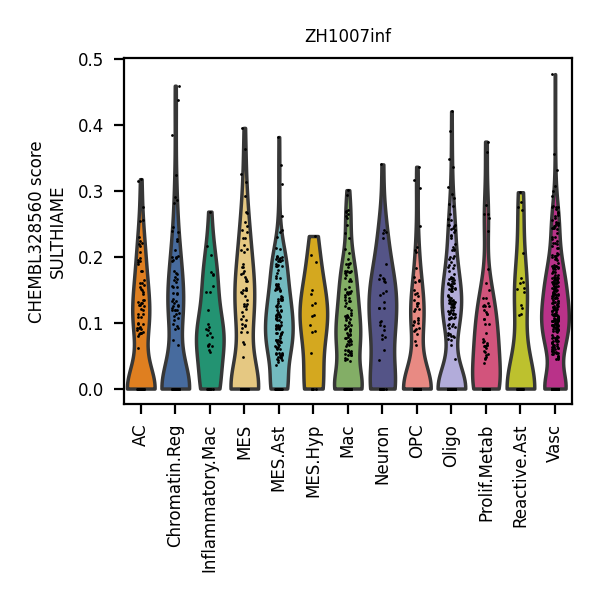 ZH1007inf
CHEMBL328560 score
SULTHIAME
0.5
0.4
0.3
0.2
0.1
0.0
AC
Chromatin.Reg
Inflammatory.Mac
MES
MES.Ast
MES.Hyp
Mac
Neuron
OPC
Oligo
Prolif.Metab
Reactive.Ast
Vasc